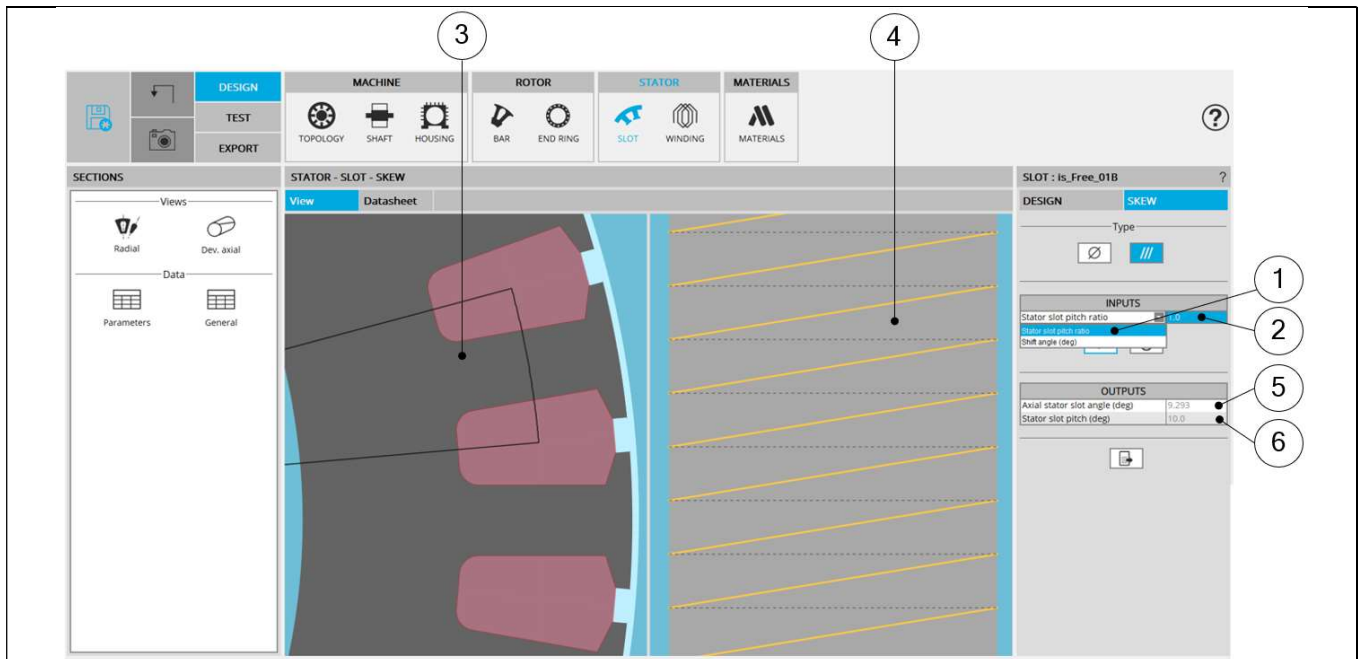 3
4
DESIGN
TEST
EXPORT
MACHINE
ROTOR
STATOR
MATERIALS
TOPOLOGY
SHAFT
HOUSING
BAR
END RING
SLOT
WINDING
MATERIALS
?
SECTIONS
STATOR - SLOT - SKEW
SLOT : is_Free_01B
?
Views
Radial
Dev. axial
Data
Parameters
General
View
Datasheet
DESIGN
SKEW
Type
INPUTS
Stator slot pitch ratio
1.0
Stator slot pitch ratio
Shift angle (deg)
1
2
OUTPUTS
Axial stator slot angle (deg)
9.293
Stator slot pitch (deg)
10.0
5
6